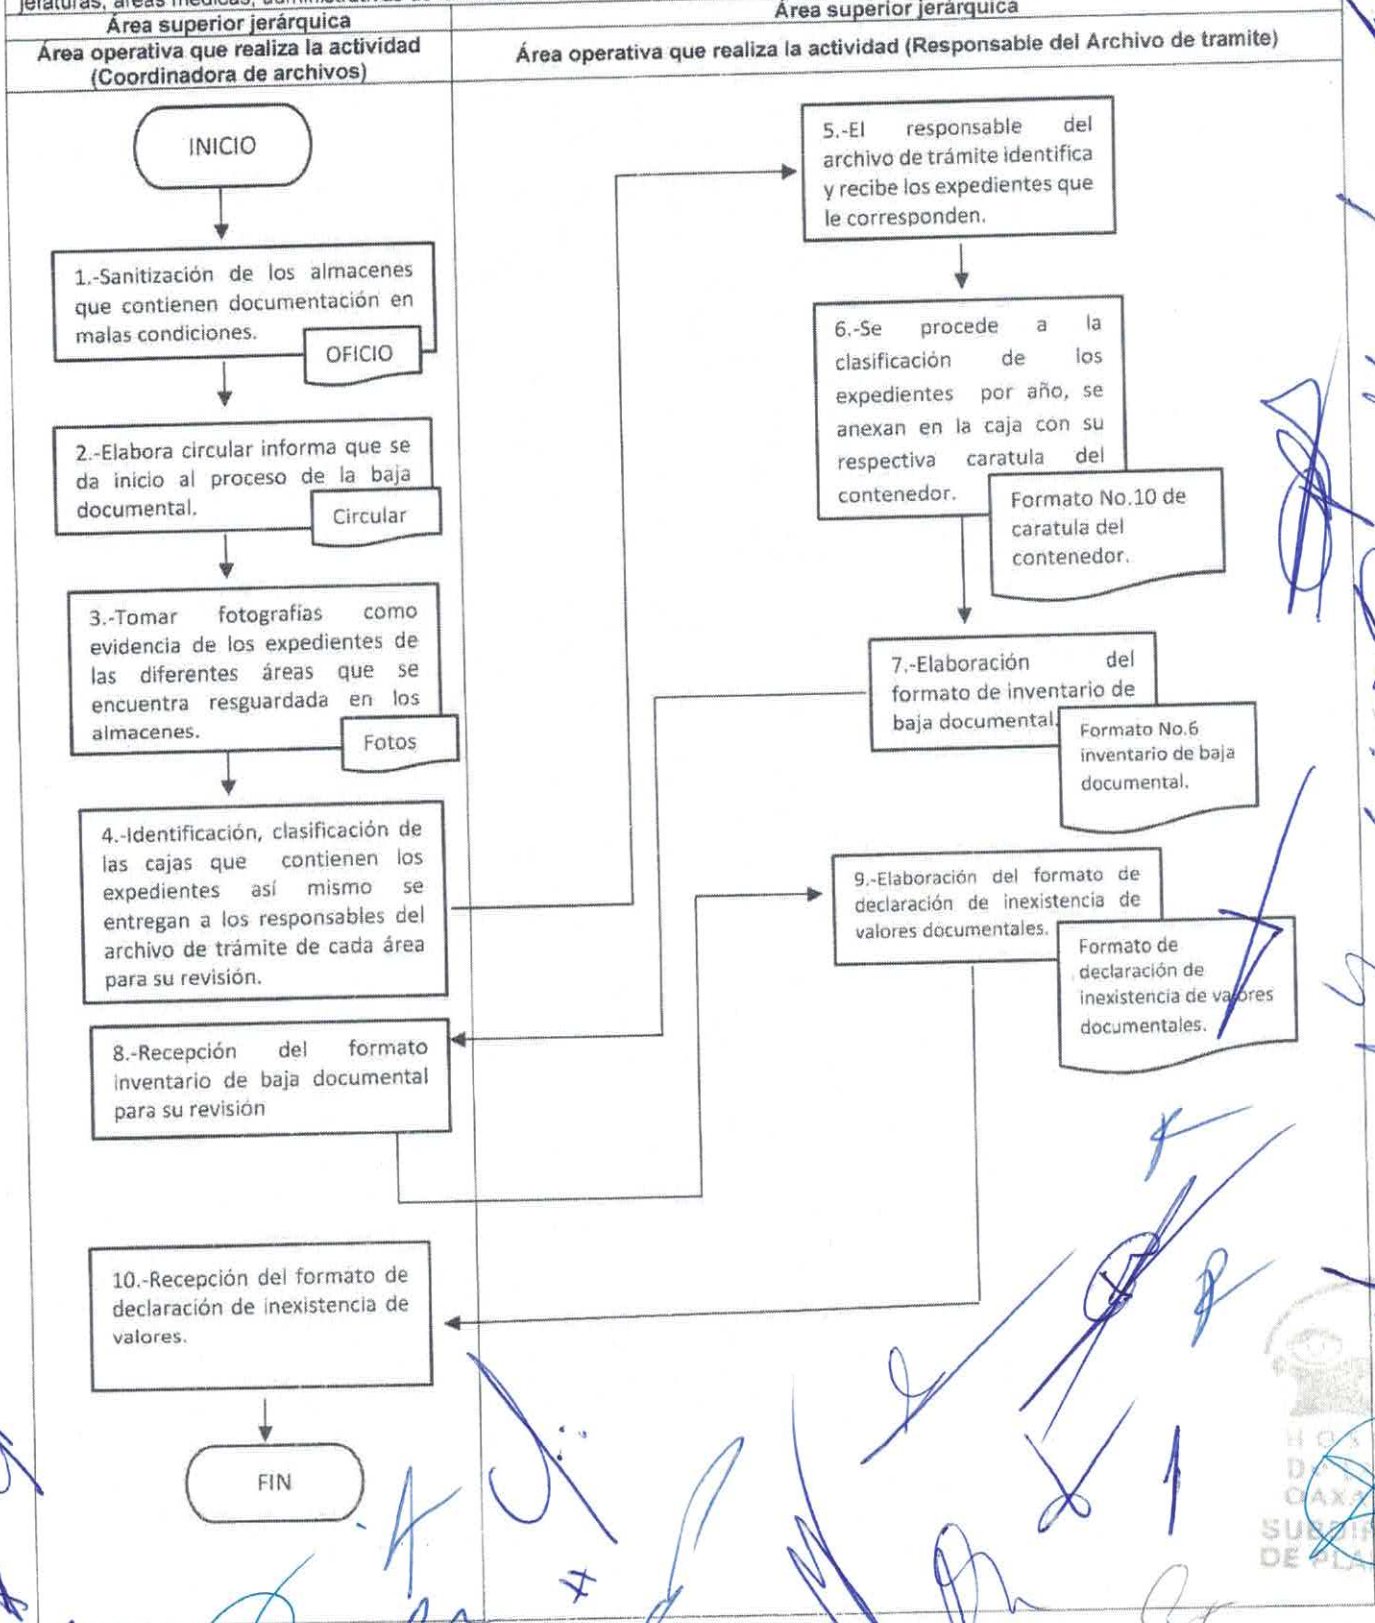 jefaturas, áreas médicas, administrativas
Área superior jerárquica
Área operativa que realiza la actividad
(Coordinadora de archivos)
Área superior jerárquica
Área operativa que realiza la actividad (Responsable del Archivo de tramite)
INICIO
1.-Sanitización de los almacenes
que contienen documentación en
malas condiciones.
OFICIO
2.-Elabora circular informa que se
da inicio al proceso de la baja
documental.
Circular
3.-Tomar fotografías como
evidencia de los expedientes de
las diferentes áreas que se
encuentra resguardada en los
almacenes.
Fotos
4.-Identificación, clasificación de
las cajas que contienen los
expedientes así mismo se
entregan a los responsables del
archivo de trámite de cada área
para su revisión.
5.-El responsable del
archivo de trámite identifica
y recibe los expedientes que
le corresponden.
6.-Se procede a la
clasificación de los
expedientes por año, se
anexan en la caja con su
respectiva caratula del
contenedor.
Formato No.10 de
caratula del
contenedor.
7.-Elaboración del
formato de inventario de
baja documental.
Formato No.6
inventario de baja
documental.
8.-Recepción del formato
inventario de baja documental
para su revisión
9.-Elaboración del formato de
declaración de inexistencia de
valores documentales.
Formato de
declaración de
inexistencia de valores
documentales.
10.-Recepción del formato de
declaración de inexistencia de
valores.
FIN